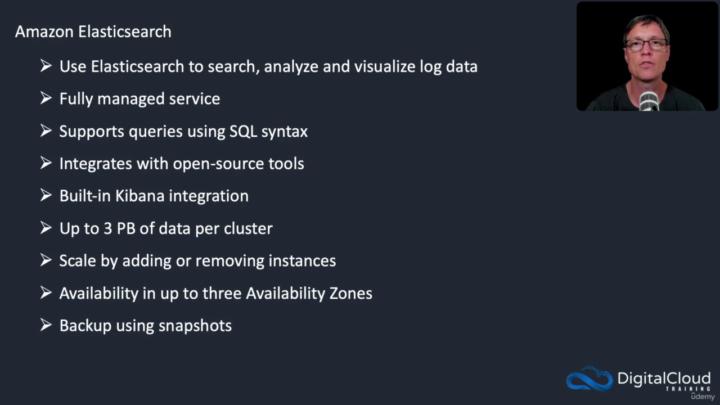 Amazon Elasticsearch
Use Elasticsearch to search, analyze and visualize log data
Fully managed service
Supports queries using SQL syntax
Integrates with open-source tools
Built-in Kibana integration
Up to 3 PB of data per cluster
Scale by adding or removing instances
Availability in up to three Availability Zones
Backup using snapshots
DigitalCloud
TRAINING
ûdemy